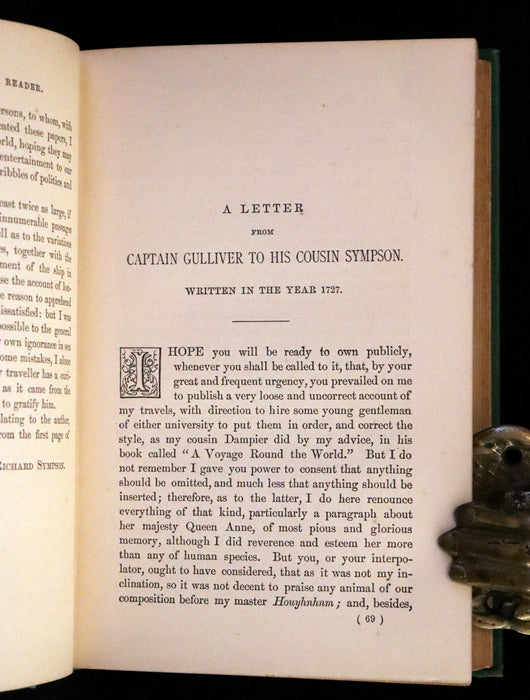 READER.
rsons, to whom, with
cated these papers, I
rld, hoping they may
entertainment to our
ribbles of politics and
east twice as large, if
innumerable passages
ll as to the variations
es, together with the
ment of the ship in
se the account of lon-
e reason to apprehend
issatisfied: but I was
possible to the general
own ignorance in sea
ome mistakes, I alone
traveller has a curi-
as it came from the
to gratify him.
lating to the author,
rom the first page of
RICHARD SYMPSON.
A LETTER
FROM
CAPTAIN GULLIVER TO HIS COUSIN SYMPSON.
WRITTEN IN THE YEAR 1727.
I HOPE you will be ready to own publicly,
whenever you shall be called to it, that, by your
great and frequent urgency, you prevailed on me
to publish a very loose and uncorrect account of
my travels, with direction to hire some young gentleman
of either university to put them in order, and correct the
style, as my cousin Dampier did by my advice, in his
book called "A Voyage Round the World." But I do
not remember I gave you power to consent that anything
should be omitted, and much less that anything should be
inserted; therefore, as to the latter, I do here renounce
everything of that kind, particularly a paragraph about
her majesty Queen Anne, of most pious and glorious
memory, although I did reverence and esteem her more
than any of human species. But you, or your interpo-
lator, ought to have considered, that as it was not my in-
clination, so it was not decent to praise any animal of our
composition before my master Houyhnhnm; and, besides,
( 69 )